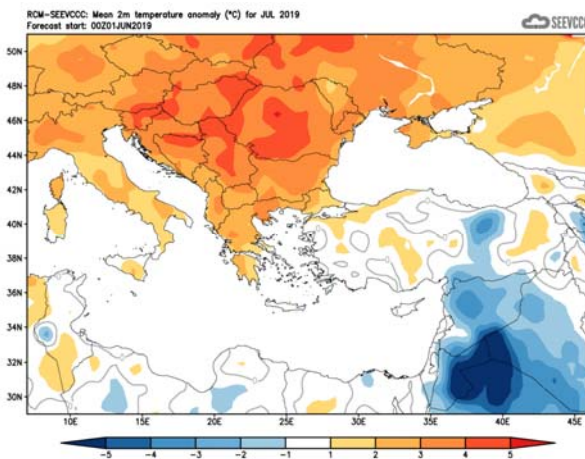 RCM-SEEVCCC: Mean 2m temperature anomaly (°C) for JUL 2019
Forecast start: 00Z01JUN2019
SEEVCCC
50N
48N
46N
44N
42N
40N
38N
36N
34N
32N
30N
10E 15E 20E 25E 30E 35E 40E 45E
-5 -4 -3 -2 -1 1 2 3 4 5